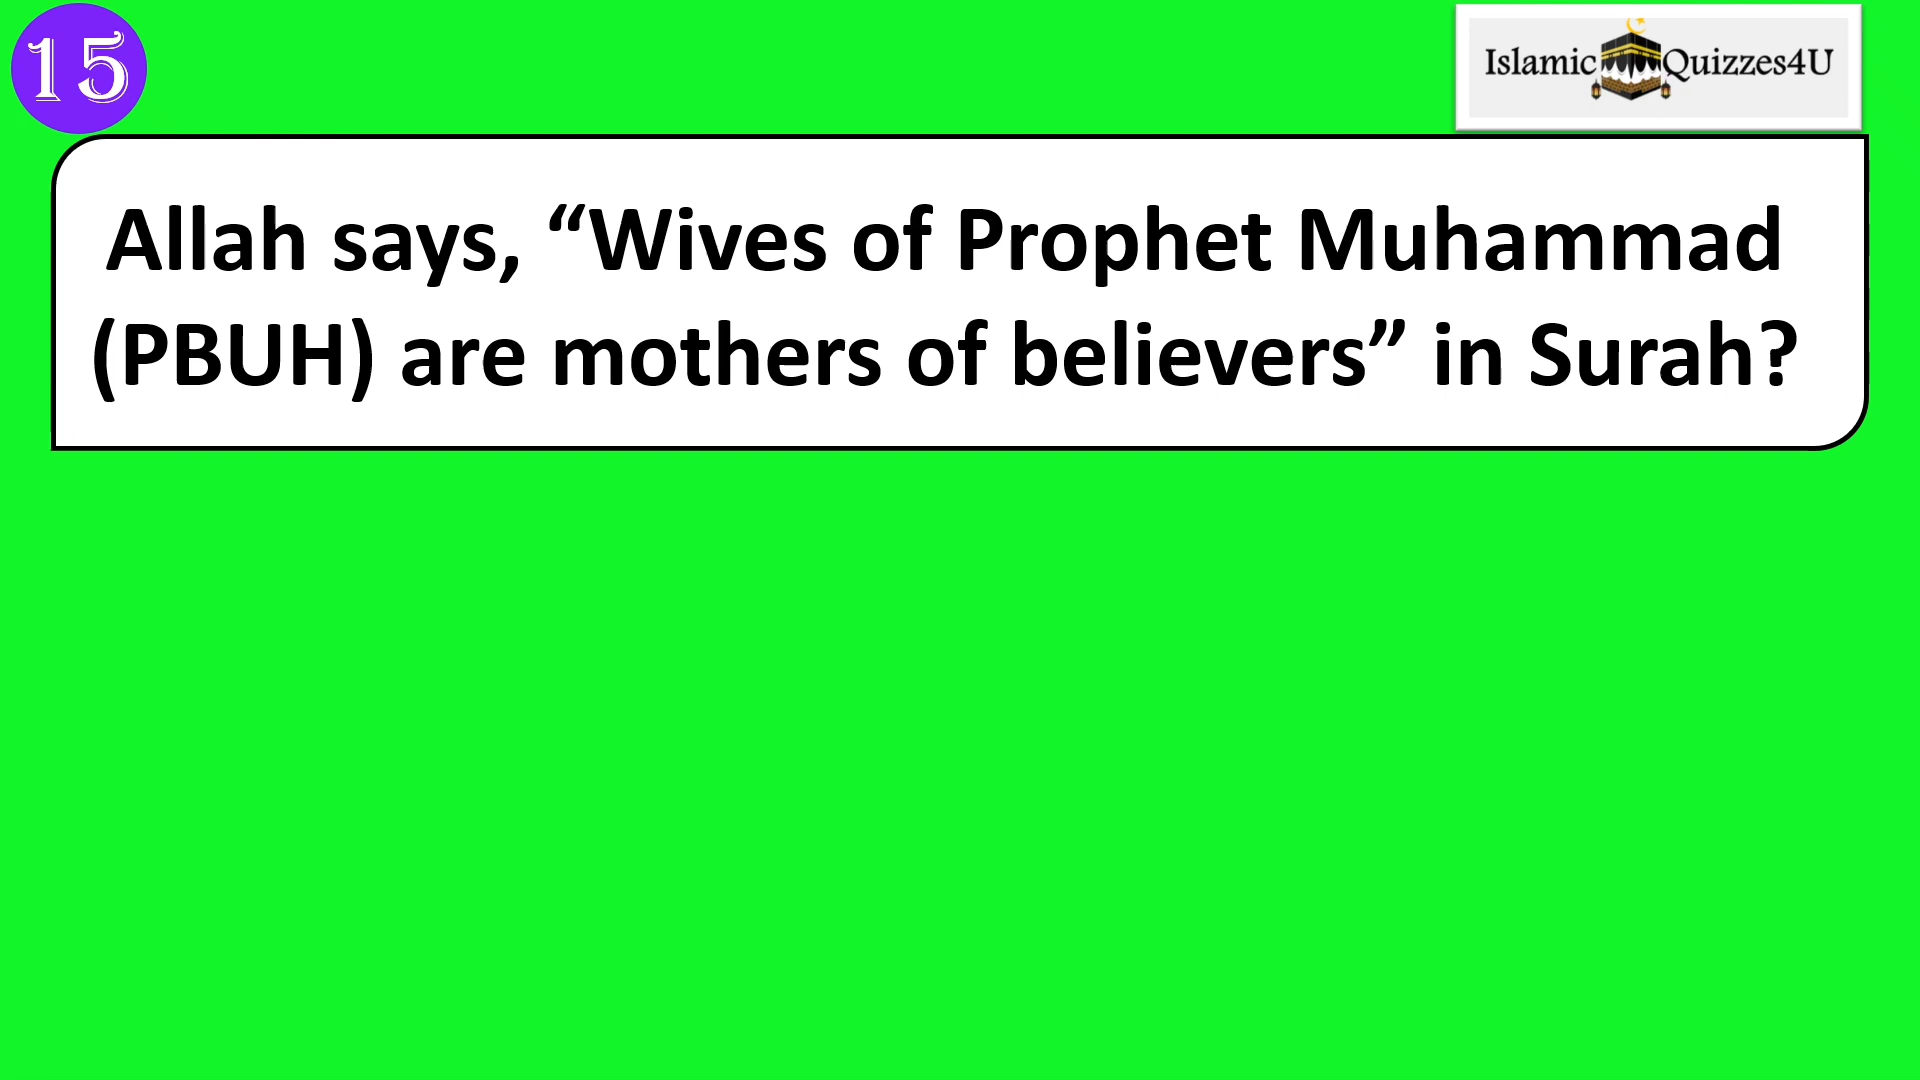 15
Islamic Quizzes4U
Allah says, “Wives of Prophet Muhammad
(PBUH) are mothers of believers” in Surah?